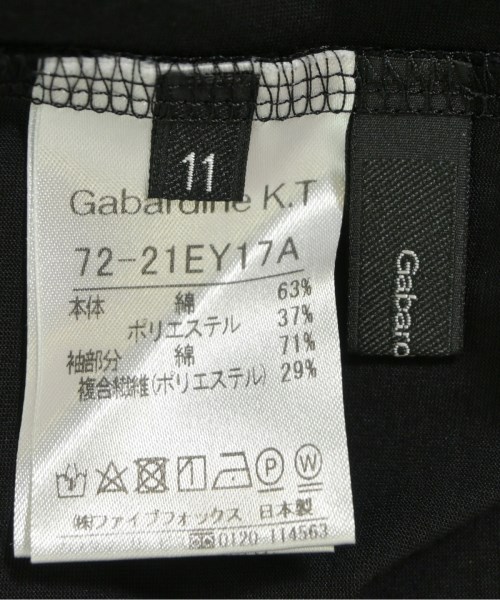 11
Gabardine K.T
72-21EY17A
本体 綿 63%
ポリエステル 37%
袖部分 綿 71%
複合繊維(ポリエステル) 29%
P W
㈱ファイブフォックス 日本製
0120 114563
Gabard